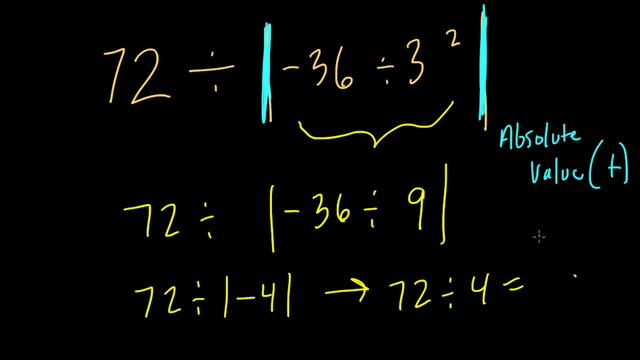 72 ÷ |-36 ÷ 3²|
Absolute
Value (+)
72 ÷ |-36 ÷ 9|
72 ÷ |-4| → 72 ÷ 4 =